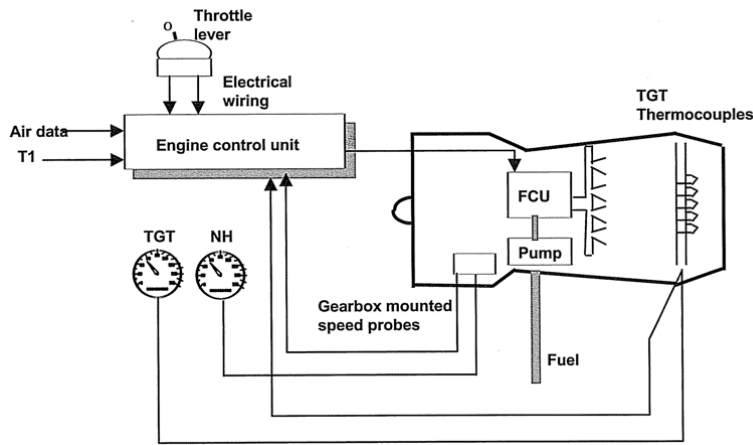 O
Throttle
lever
Electrical
wiring
TGT
Thermocouples
Air data
T1
Engine control unit
FCU
Pump
TGT
NH
Gearbox mounted
speed probes
Fuel